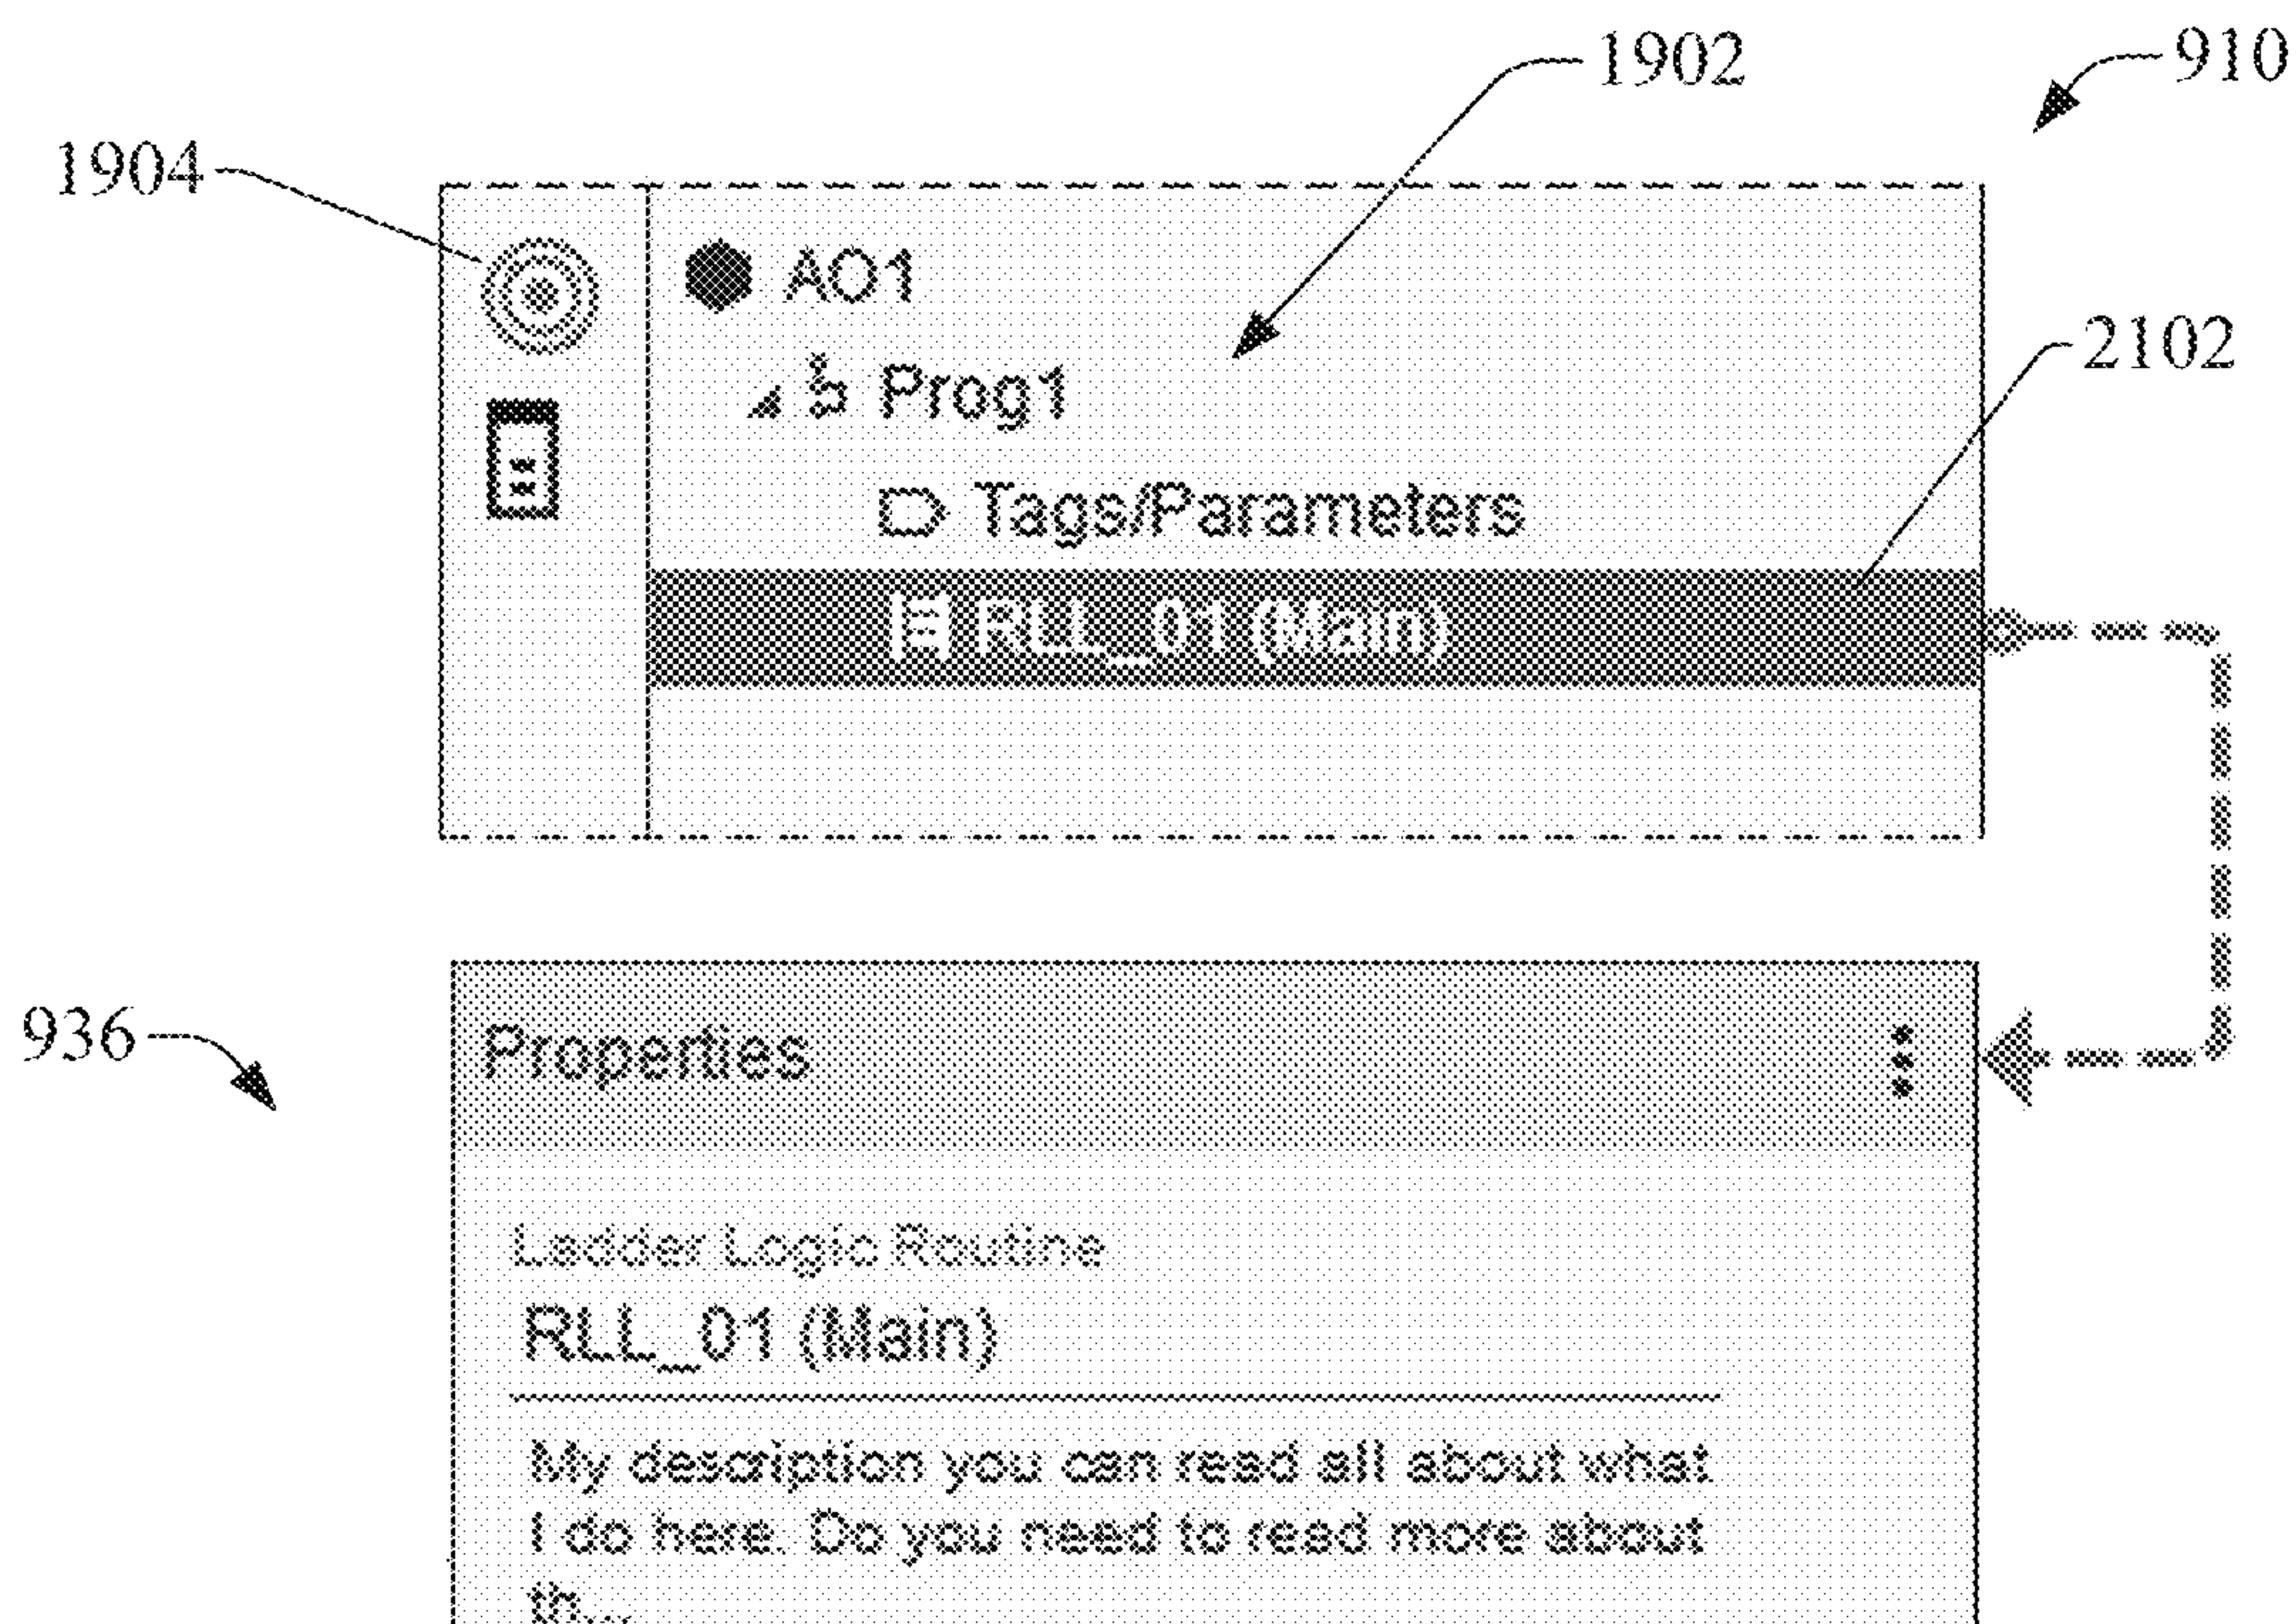 1902
910
1904
AO1
Prog1
2102
Tags/Parameters
RLL_01 (Main)
936
Properties
Ladder Logic Routine
RLL_01 (Main)
My description you can read all about what
I do here. Do you need to read more about
th...